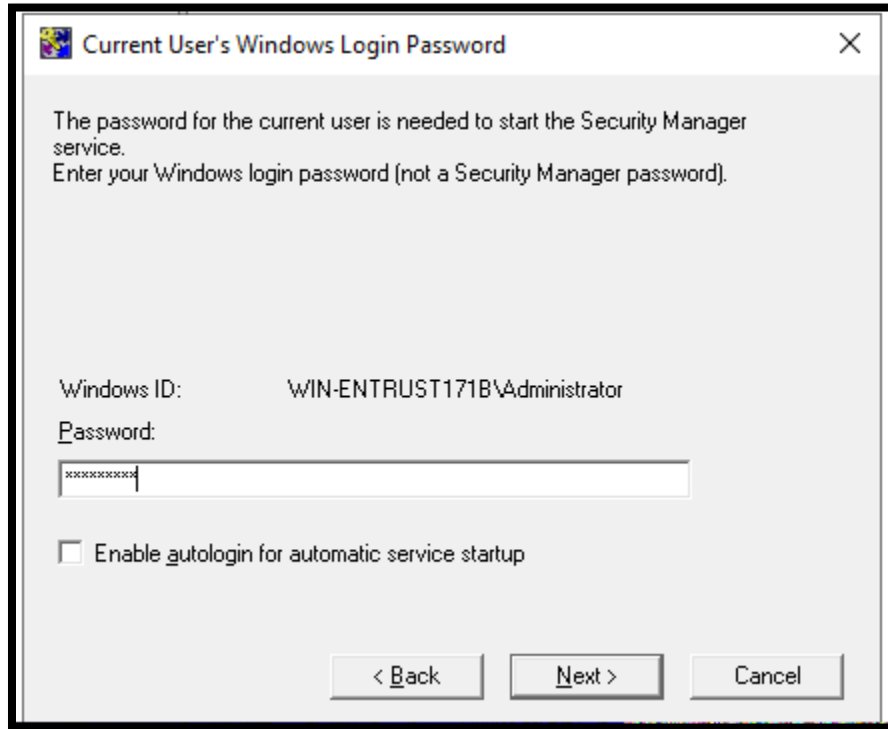 Current User's Windows Login Password
The password for the current user is needed to start the Security Manager
service.
Enter your Windows login password (not a Security Manager password).
Windows ID: WIN-ENTRUST171B\Administrator
Password:
*********
Enable autologin for automatic service startup
< Back Next > Cancel